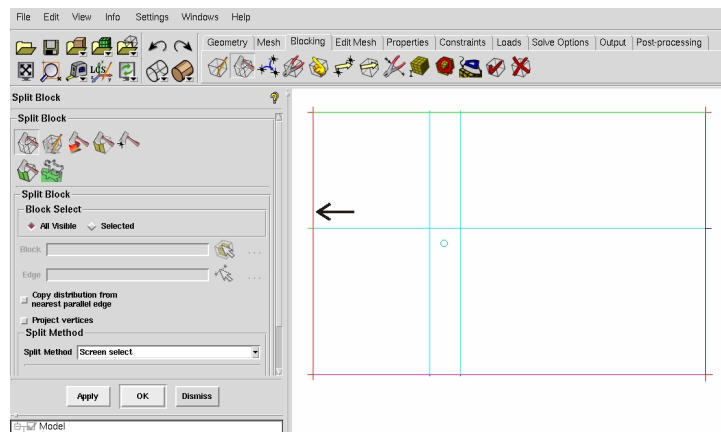 File Edit View Info Settings Windows Help
Geometry Mesh Blocking Edit Mesh Properties Constraints Loads Solve Options Output Post-processing
LCS
Split Block
Split Block
Split Block
Block Select
All Visible Selected
Block ...
Edge ...
Copy distribution from
nearest parallel edge
Project vertices
Split Method
Split Method Screen select
Apply OK Dismiss
Model